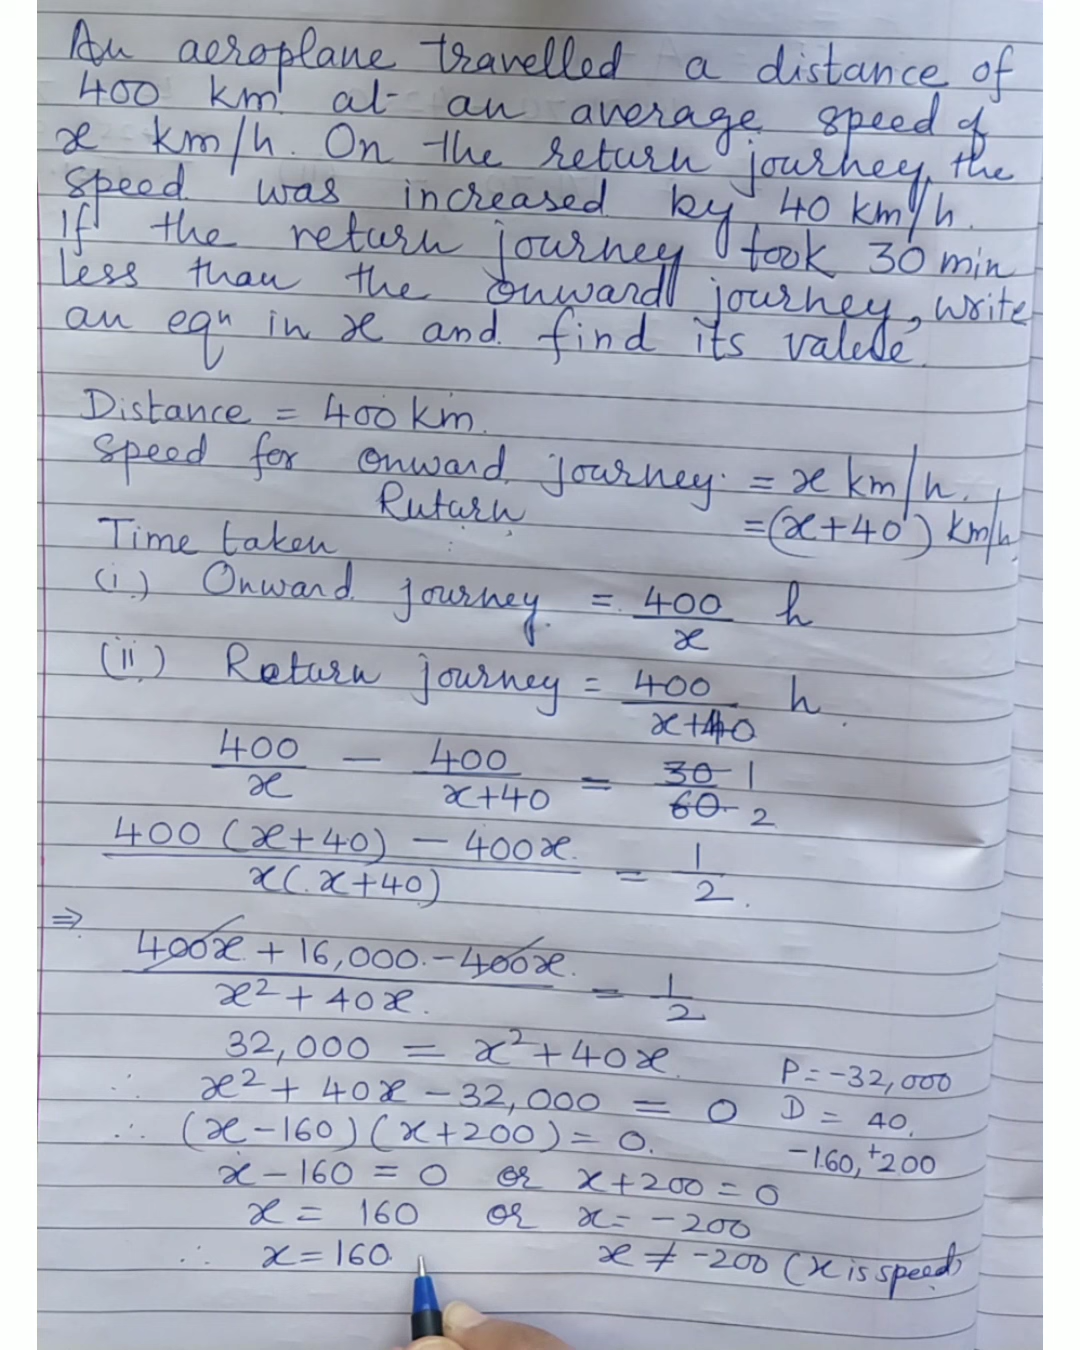 An aeroplane travelled a distance of
400 km at an average speed of
x km/h. On the return journey, the
speed was increased by 40 km/h.
If the return journey took 30 min
less than the onward journey, write
an eqn in x and find its value.
Distance = 400 km.
Speed for onward journey = x km/h.
Ruturn = (x+40) km/h
Time taken
(i) Onward journey = 400/x h
(ii) Return journey = 400/x+40 h.
400/x - 400/x+40 = 30/60 1/2
400 (x+40) - 400x / x(x+40) = 1/2.
⇒ 400x + 16,000 - 400x / x² + 40x = 1/2
32,000 = x² + 40x
∴ x² + 40x - 32,000 = 0
∴ (x-160)(x+200) = 0.
x - 160 = 0 or x + 200 = 0
x = 160 or x = -200
∴ x = 160 x ≠ -200 (x is speed)
P = -32,000
D = 40.
-160, +200